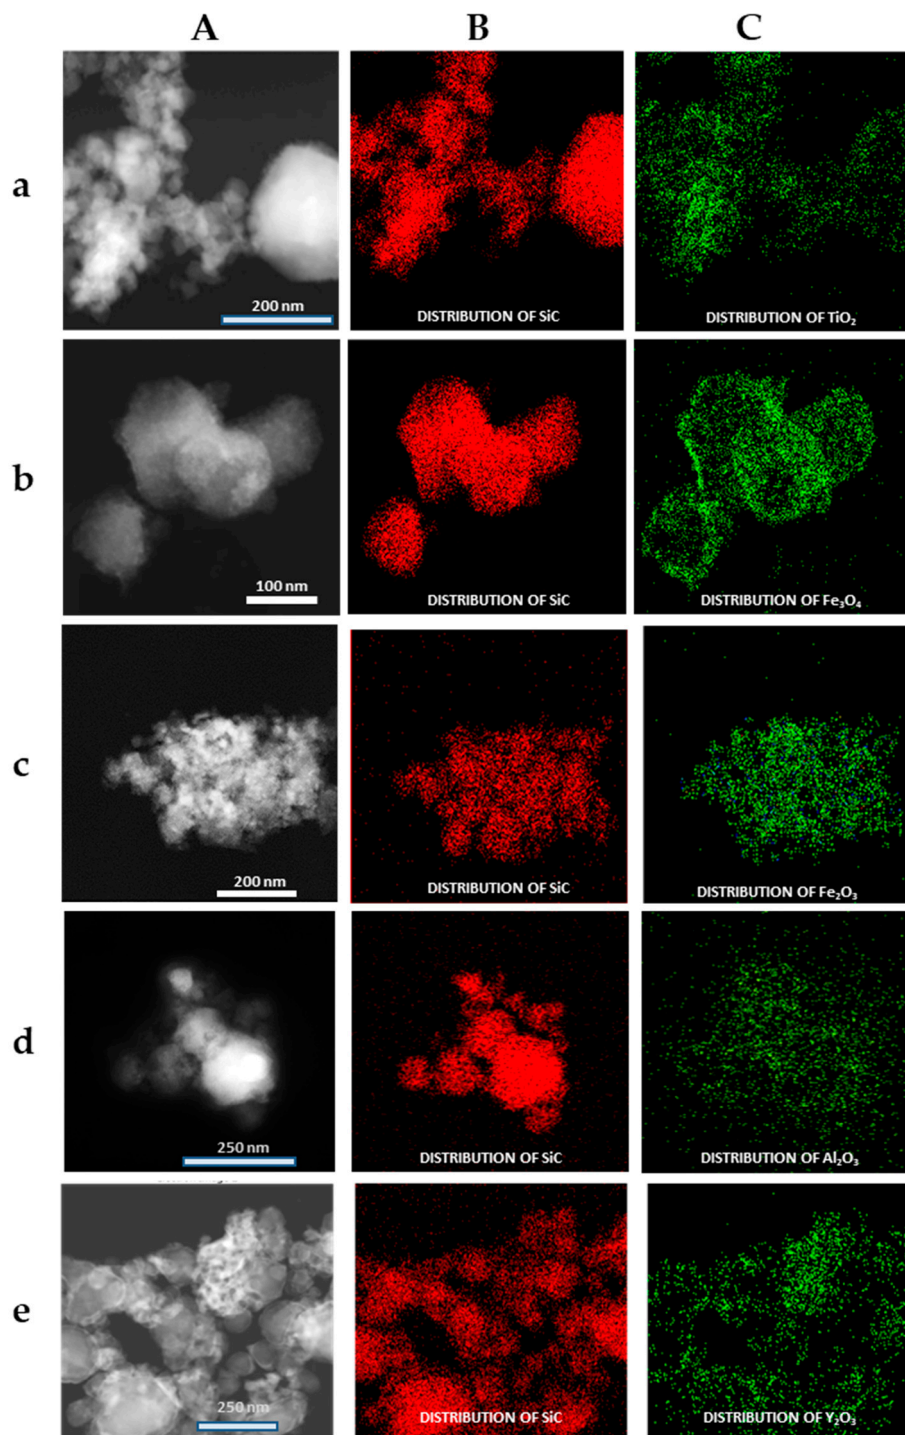 A B C
a
200 nm
DISTRIBUTION OF SiC
DISTRIBUTION OF TiO₂
b
100 nm
DISTRIBUTION OF SiC
DISTRIBUTION OF Fe₃O₄
c
200 nm
DISTRIBUTION OF SiC
DISTRIBUTION OF Fe₂O₃
d
250 nm
DISTRIBUTION OF SiC
DISTRIBUTION OF Al₂O₃
e
250 nm
DISTRIBUTION OF SiC
DISTRIBUTION OF Y₂O₃